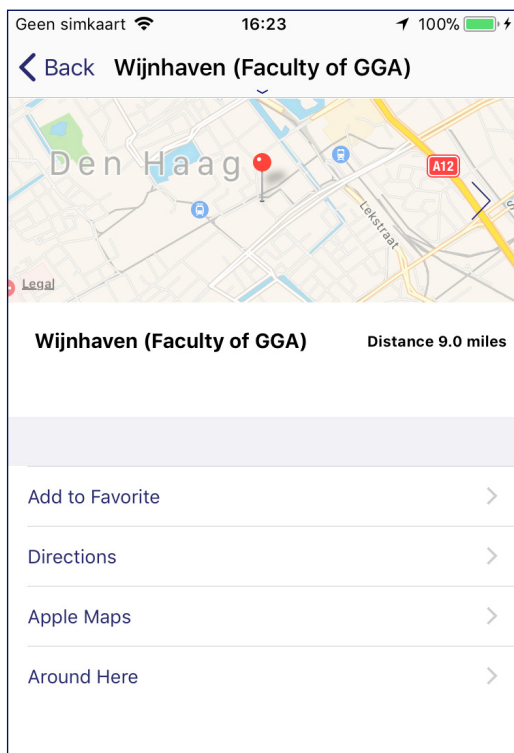 Geen simkaart 16:23 100%
Back Wijnhaven (Faculty of GGA)
Den Haag
A12
Lekstraat
Legal
Wijnhaven (Faculty of GGA) Distance 9.0 miles
Add to Favorite
Directions
Apple Maps
Around Here